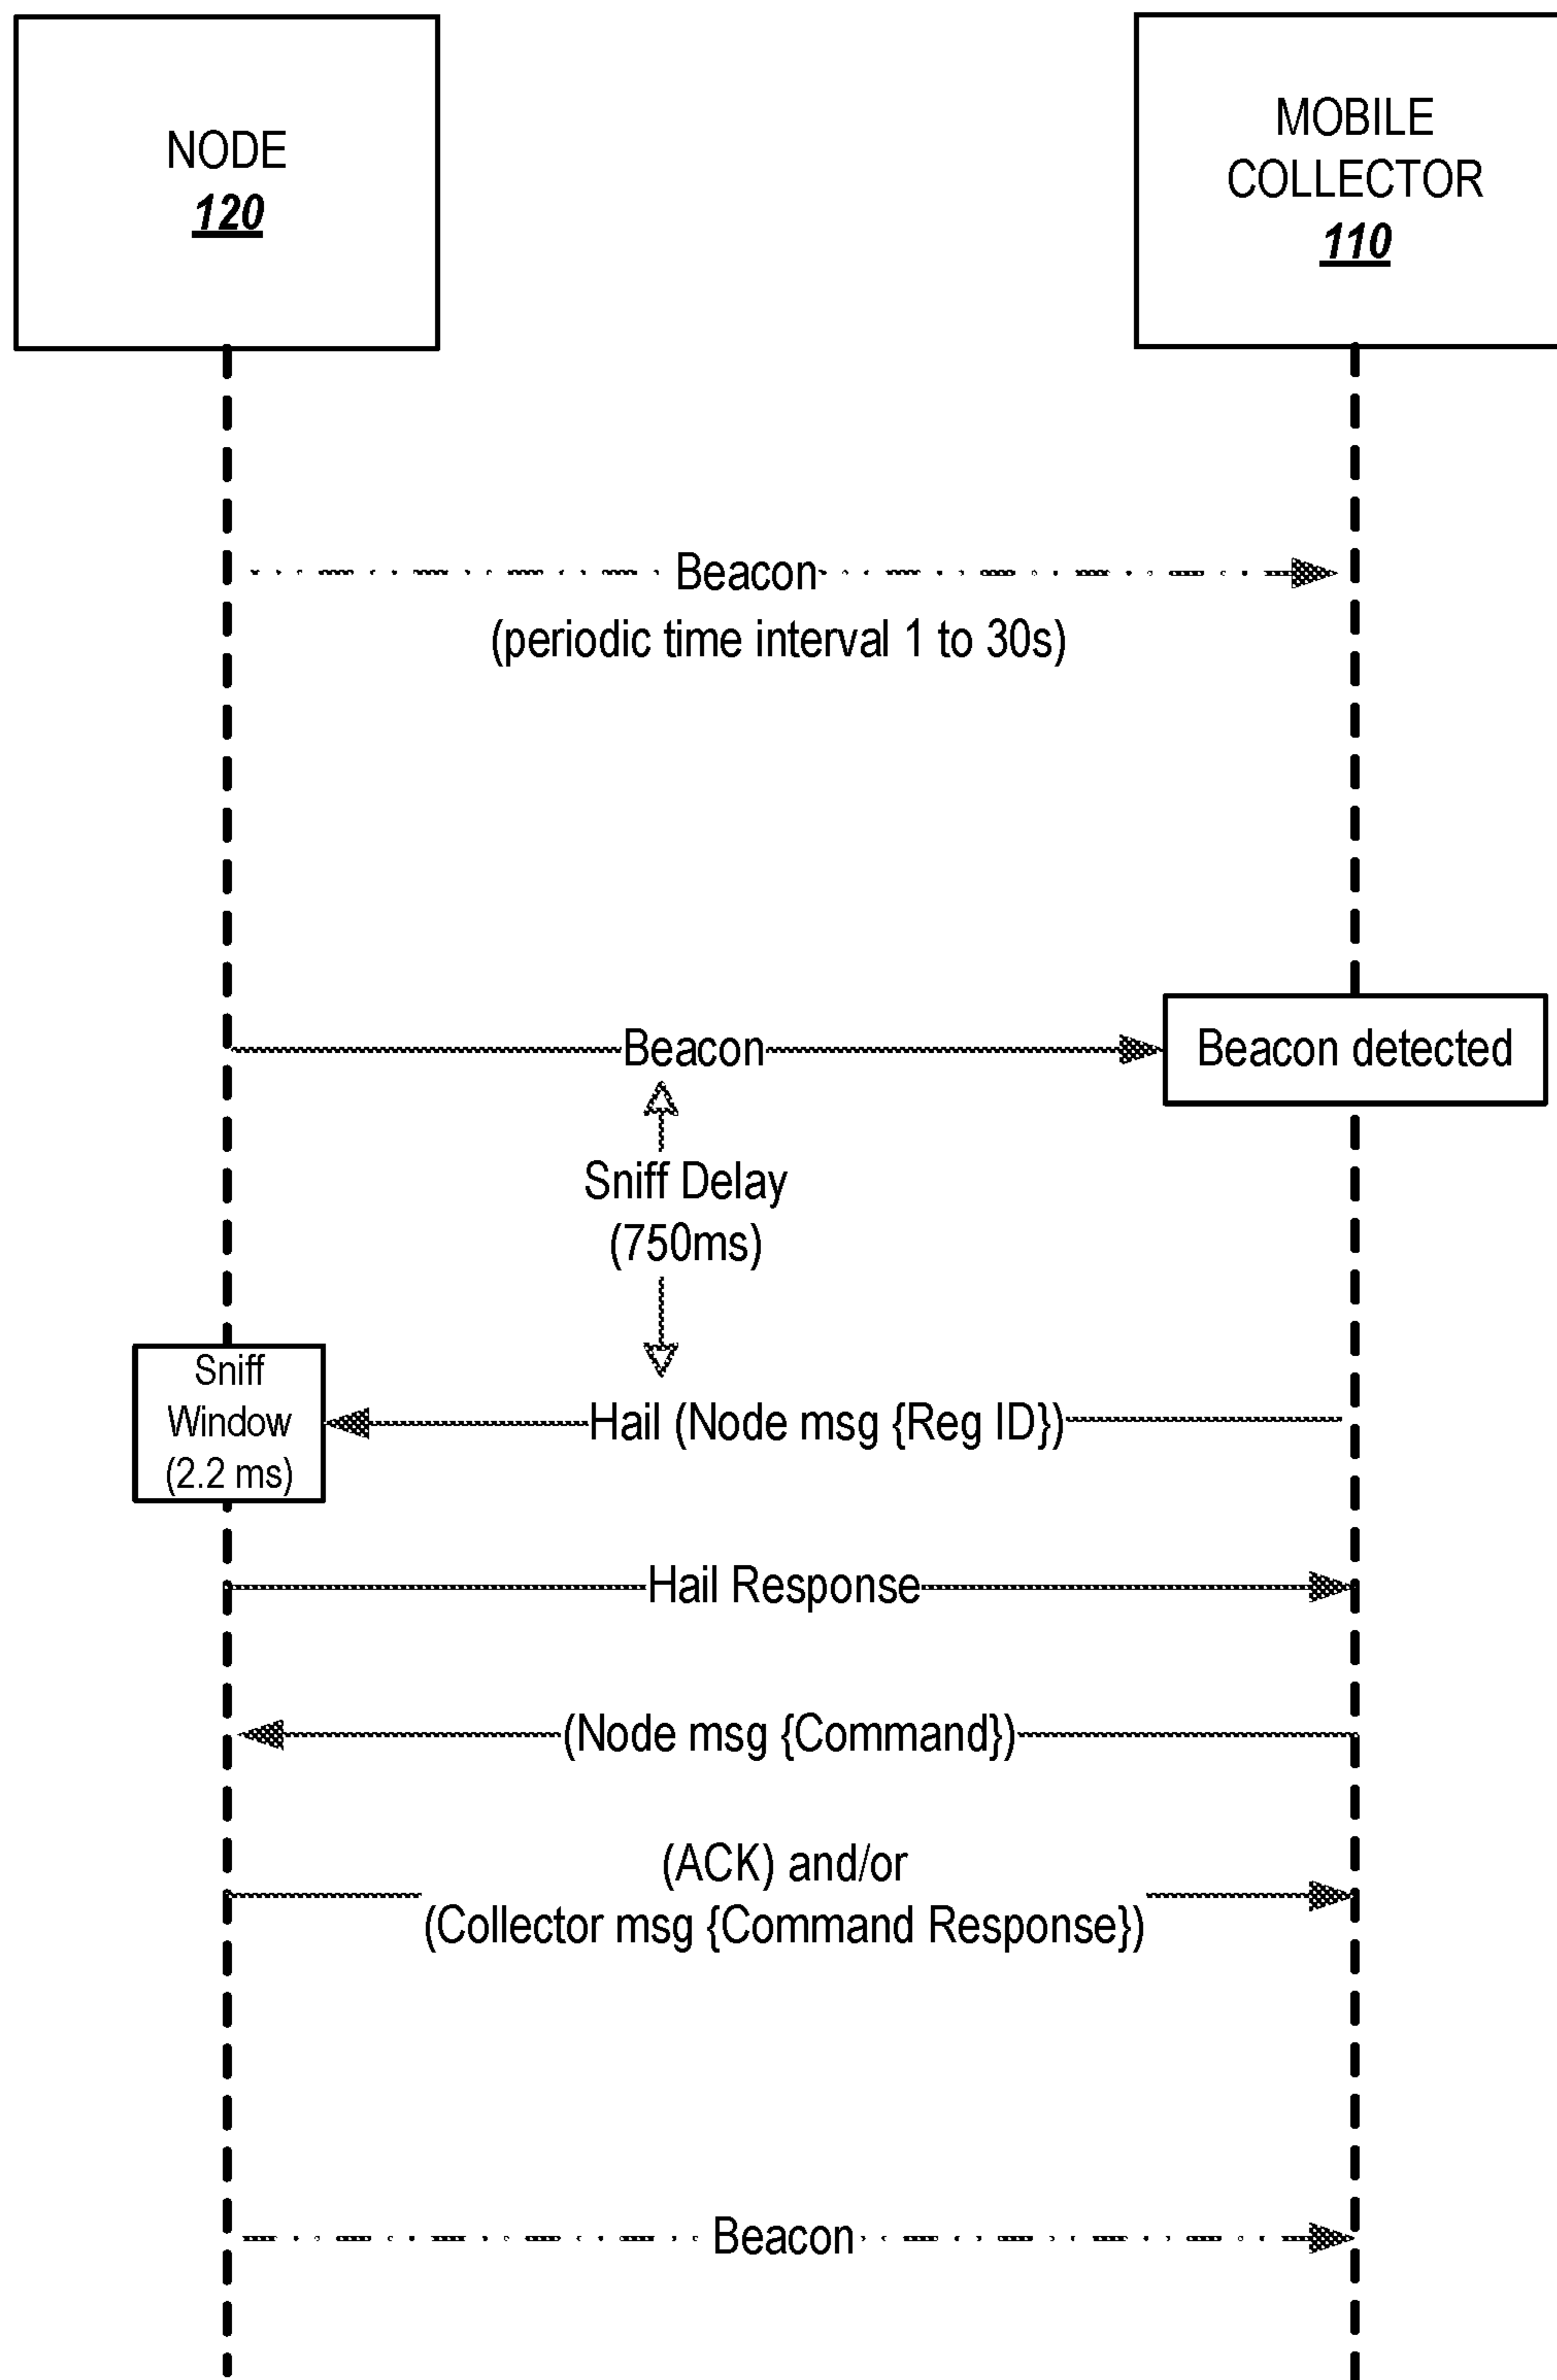 NODE
120
MOBILE
COLLECTOR
110
Beacon
(periodic time interval 1 to 30s)
Beacon
Beacon detected
Sniff Delay
(750ms)
Sniff
Window
(2.2 ms)
Hail (Node msg {Reg ID})
Hail Response
(Node msg {Command})
(ACK) and/or
(Collector msg {Command Response})
Beacon